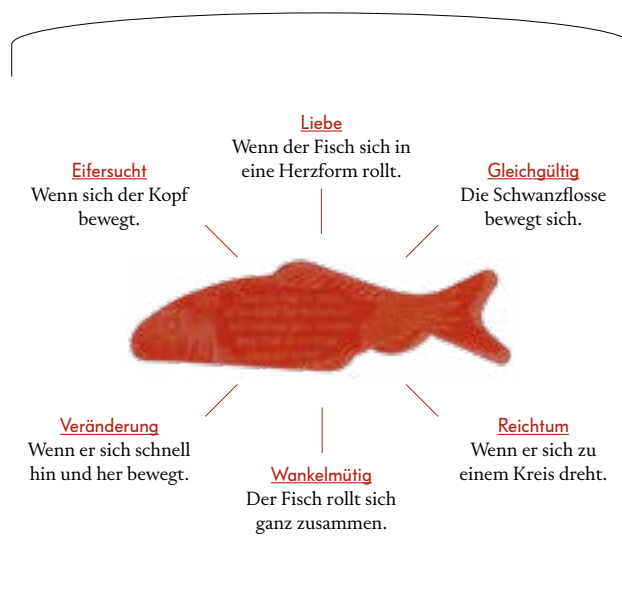 Liebe
Wenn der Fisch sich in
eine Herzform rollt.
Eifersucht
Wenn sich der Kopf
bewegt.
Gleichgültig
Die Schwanzflosse
bewegt sich.
Veränderung
Wenn er sich schnell
hin und her bewegt.
Wankelmütig
Der Fisch rollt sich
ganz zusammen.
Reichtum
Wenn er sich zu
einem Kreis dreht.